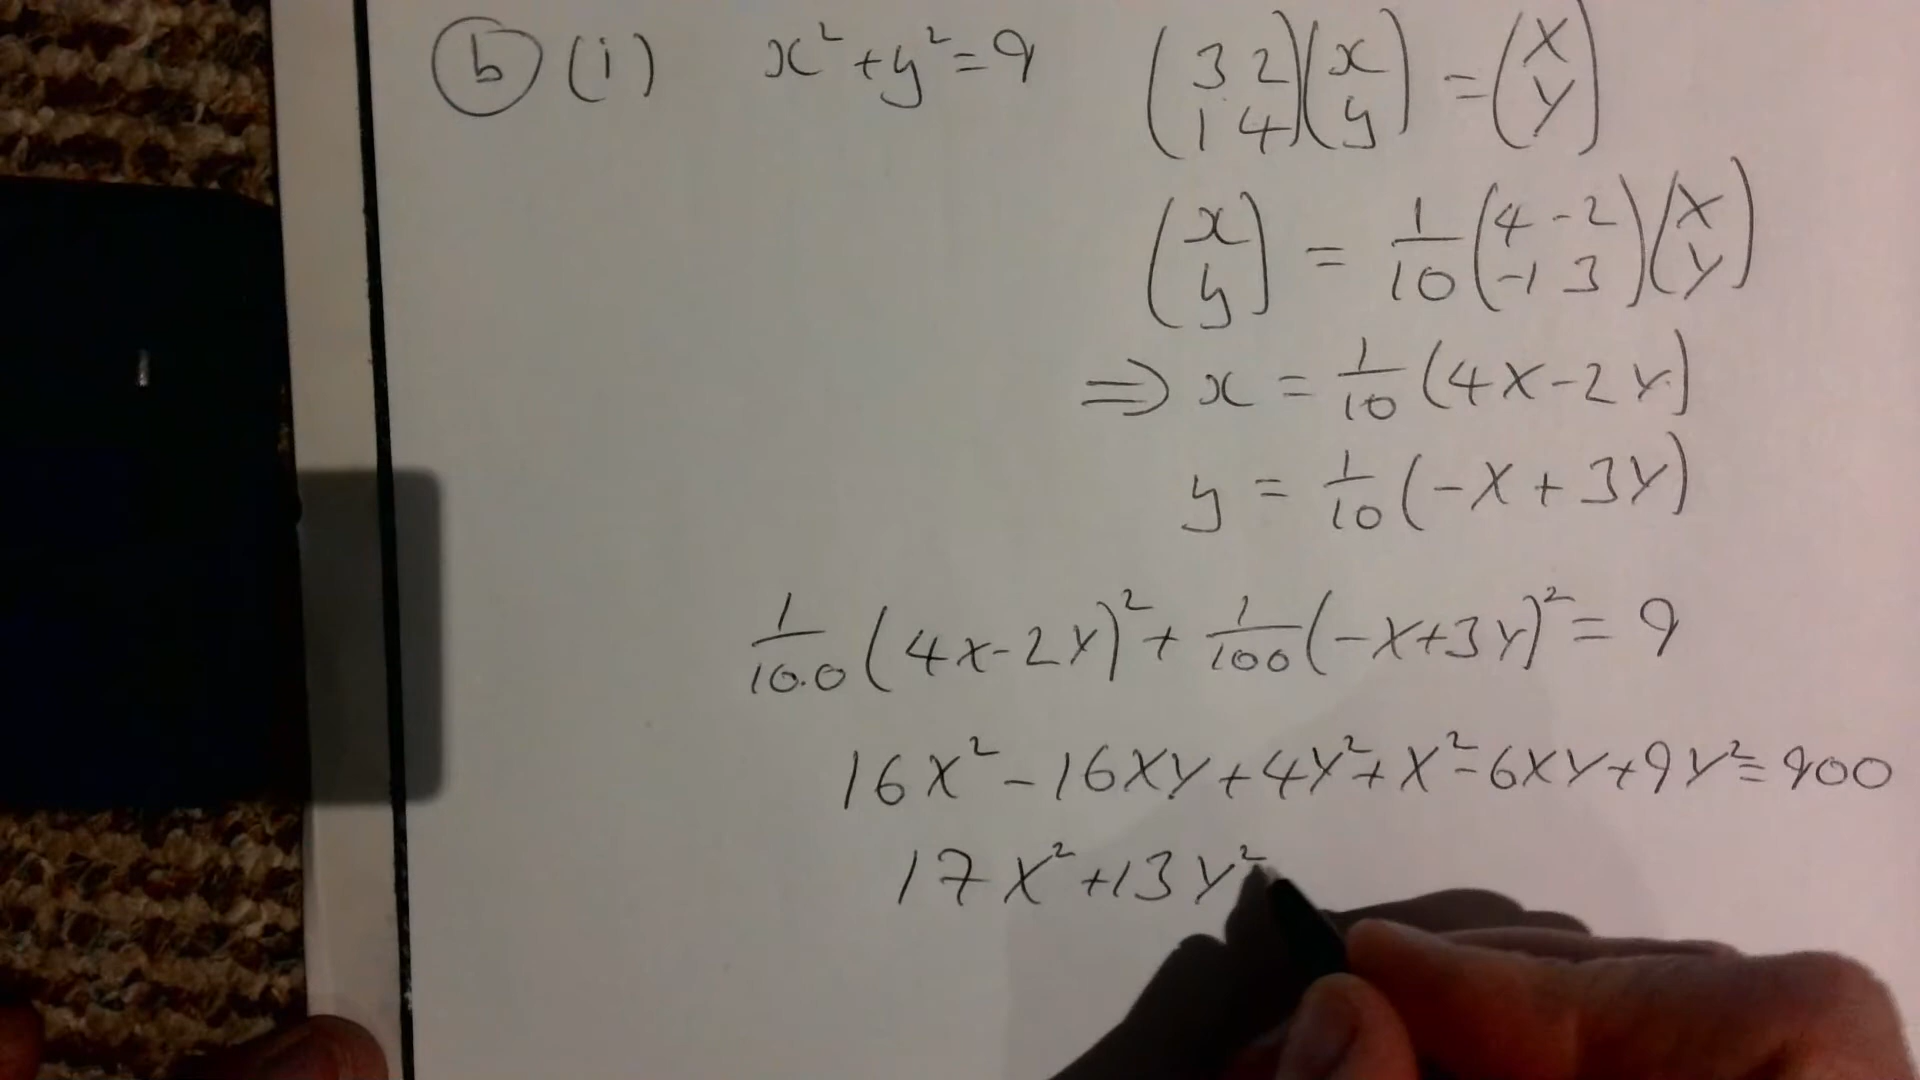 b (i) x² + y² = 9 (3 2 1 4)(x y) = (X Y)
(x y) = 1/10 (4 -2 -1 3)(X Y)
⇒ x = 1/10 (4X - 2Y)
y = 1/10 (-X + 3Y)
1/100 (4X - 2Y)² + 1/100 (-X + 3Y)² = 9
16X² - 16XY + 4Y² + X² - 6XY + 9Y² = 900
17X² + 13Y²